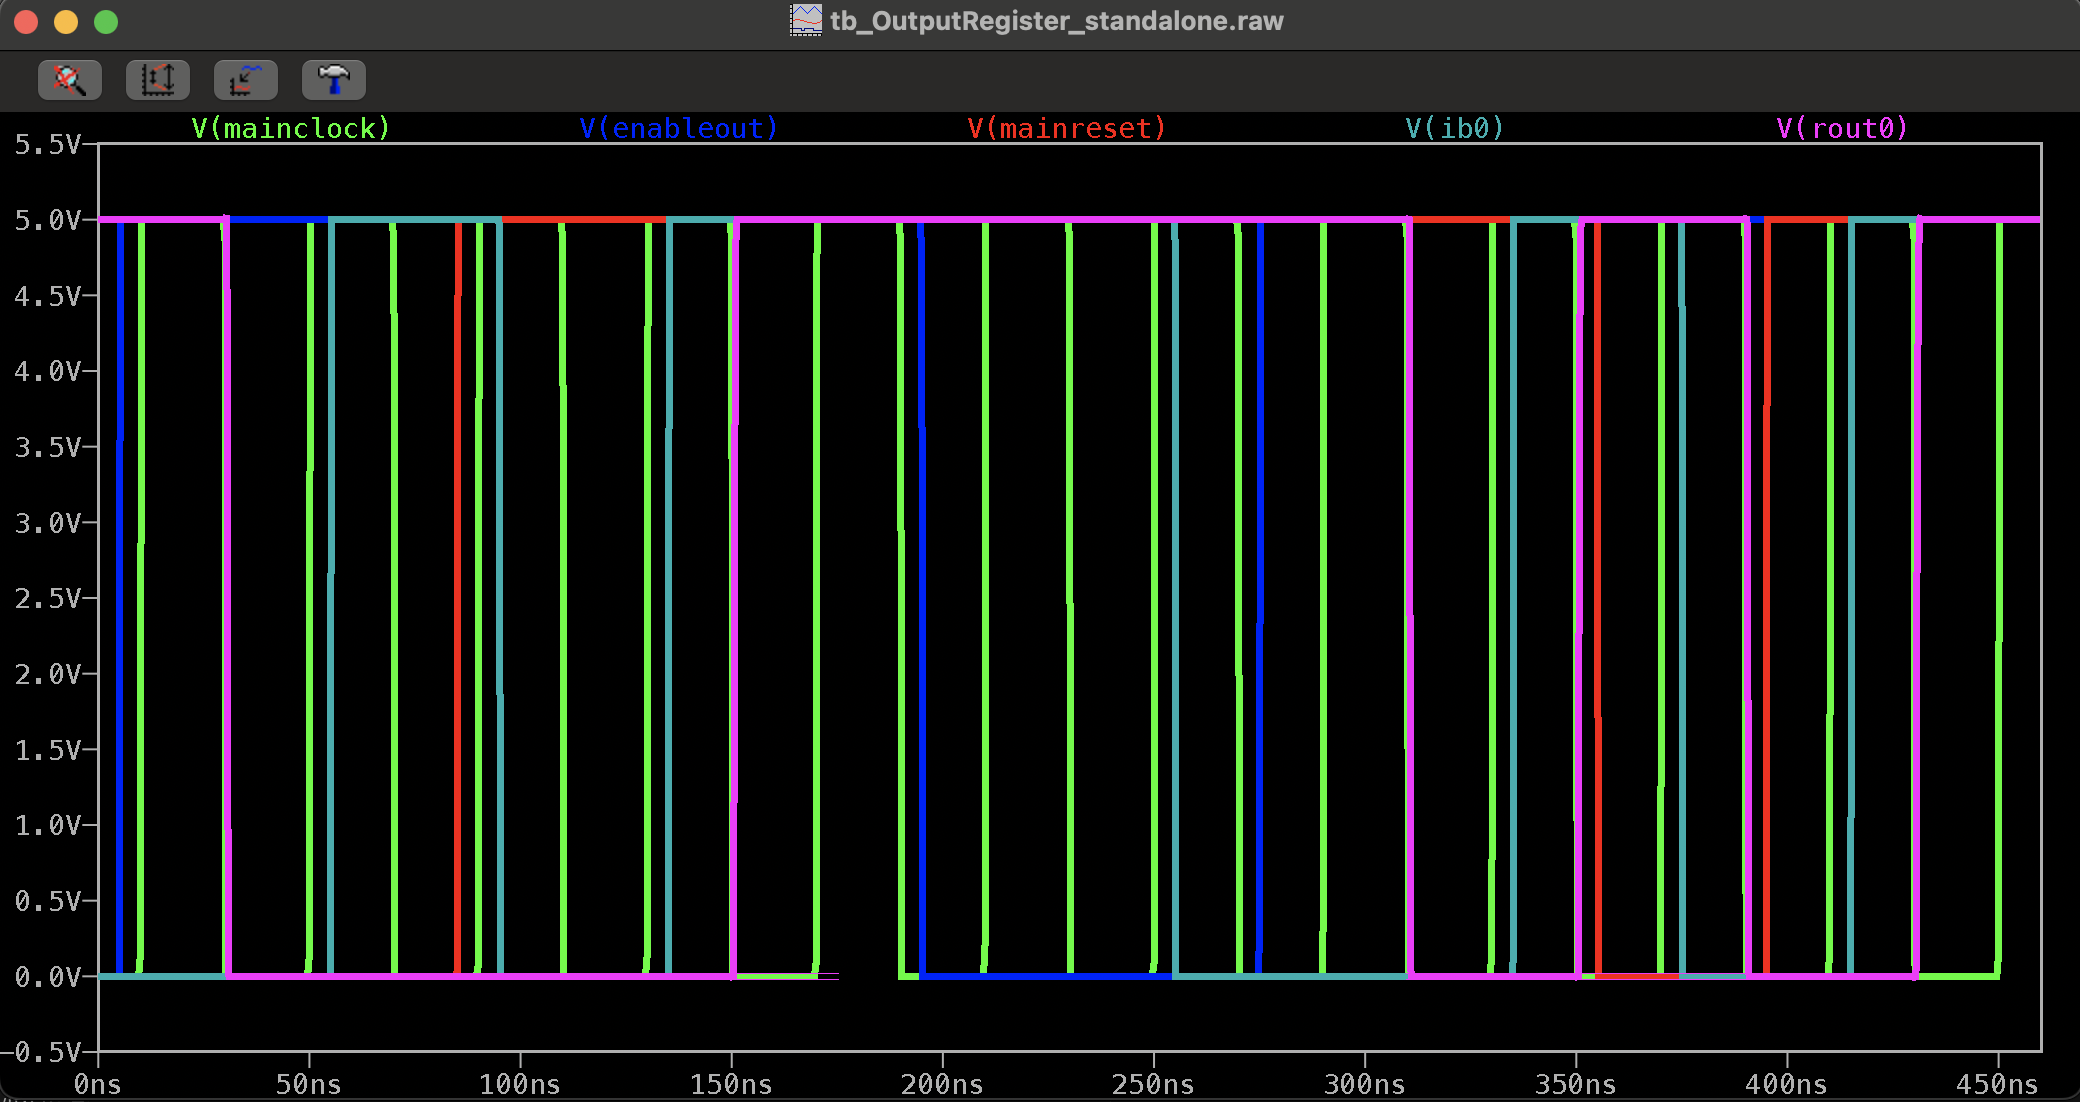 tb_OutputRegister_standalone.raw
V(mainclock) V(enableout) V(mainreset) V(ib0) V(rout0)
5.5V
5.0V
4.5V
4.0V
3.5V
3.0V
2.5V
2.0V
1.5V
1.0V
0.5V
0.0V
-0.5V
0ns 50ns 100ns 150ns 200ns 250ns 300ns 350ns 400ns 450ns